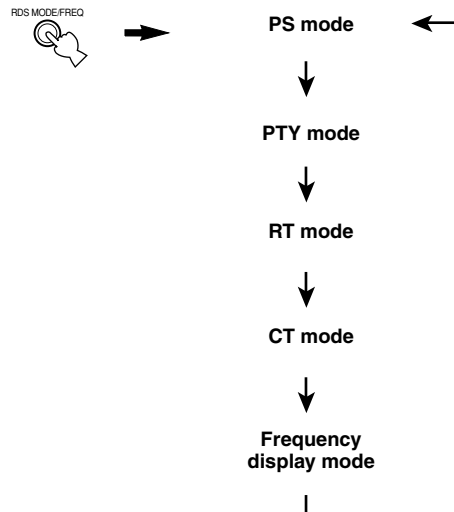 RDS MODE/FREQ
PS mode
PTY mode
RT mode
CT mode
Frequency
display mode